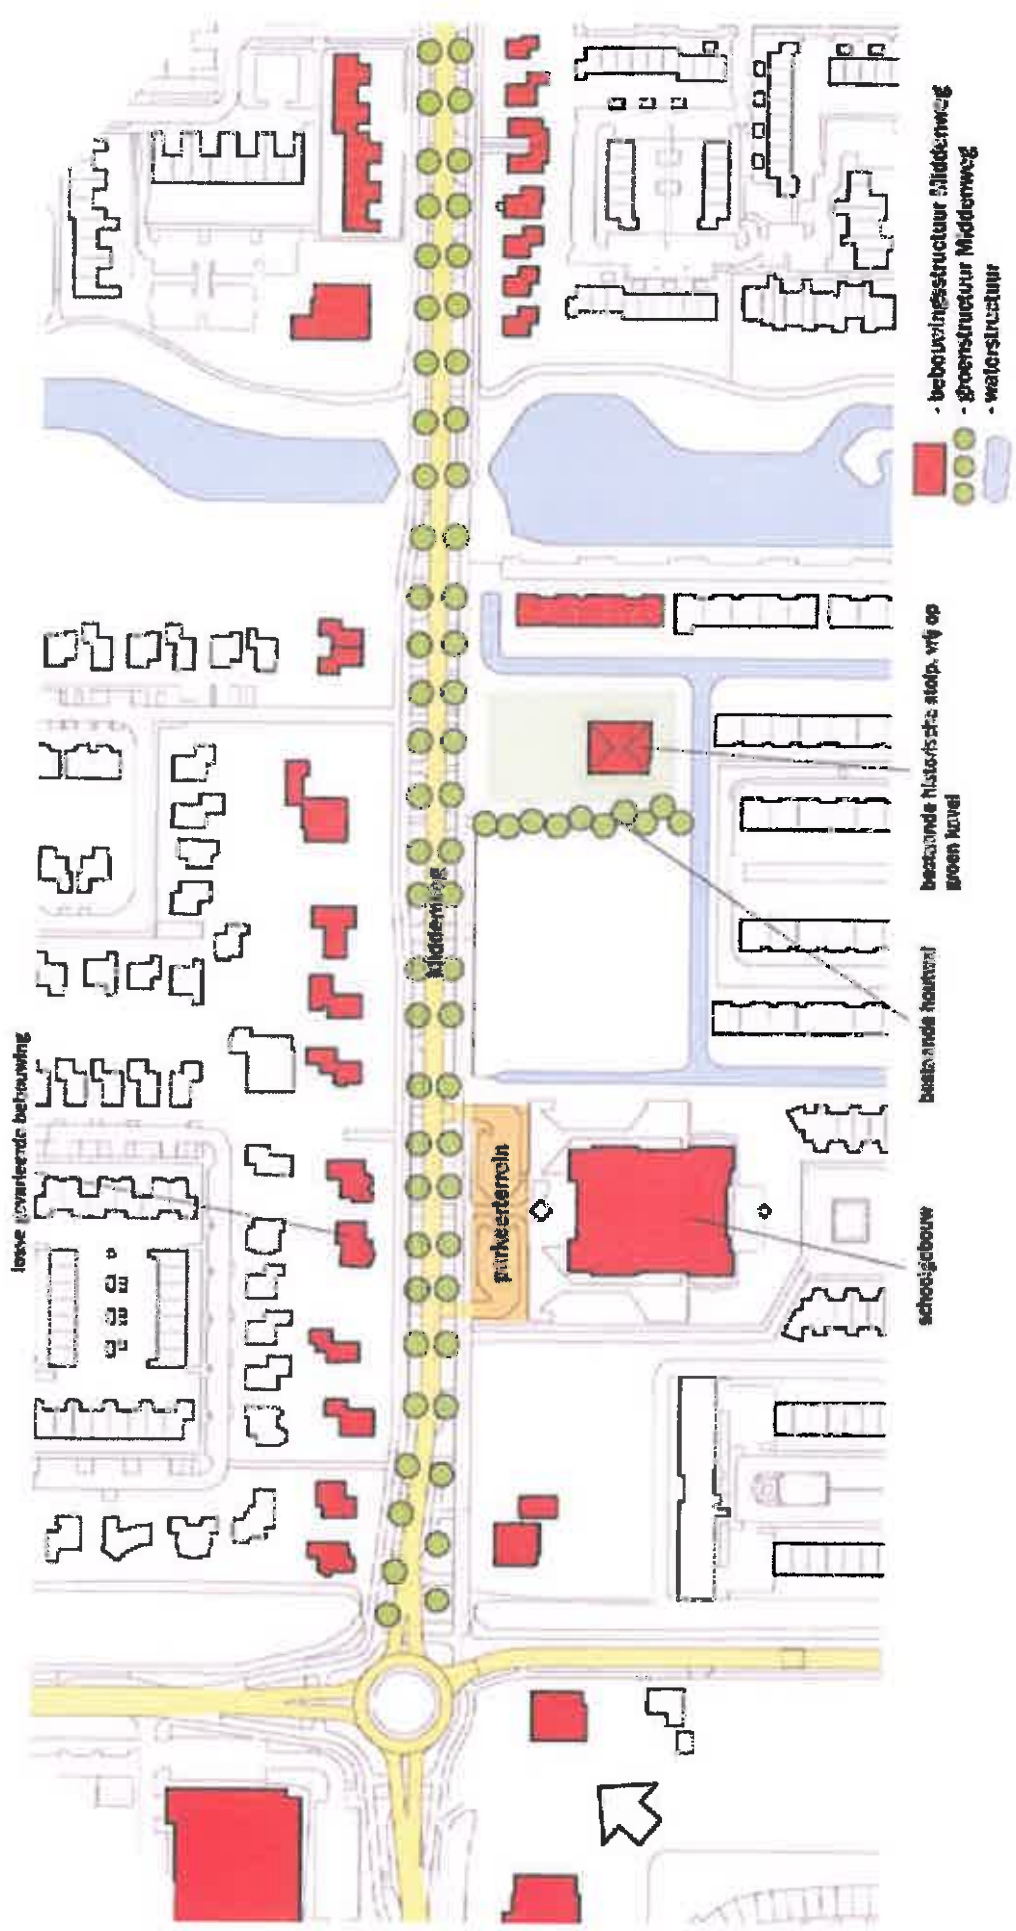 losse gevarieerde bebouwing
Middenweg
parkeerterrein
schoolgebouw
bestaande houtwal
bestaande historische stolp, vrij op
groen kavel
- bebouwingsstructuur Middenweg
- groenstructuur Middenweg
- waterstructuur